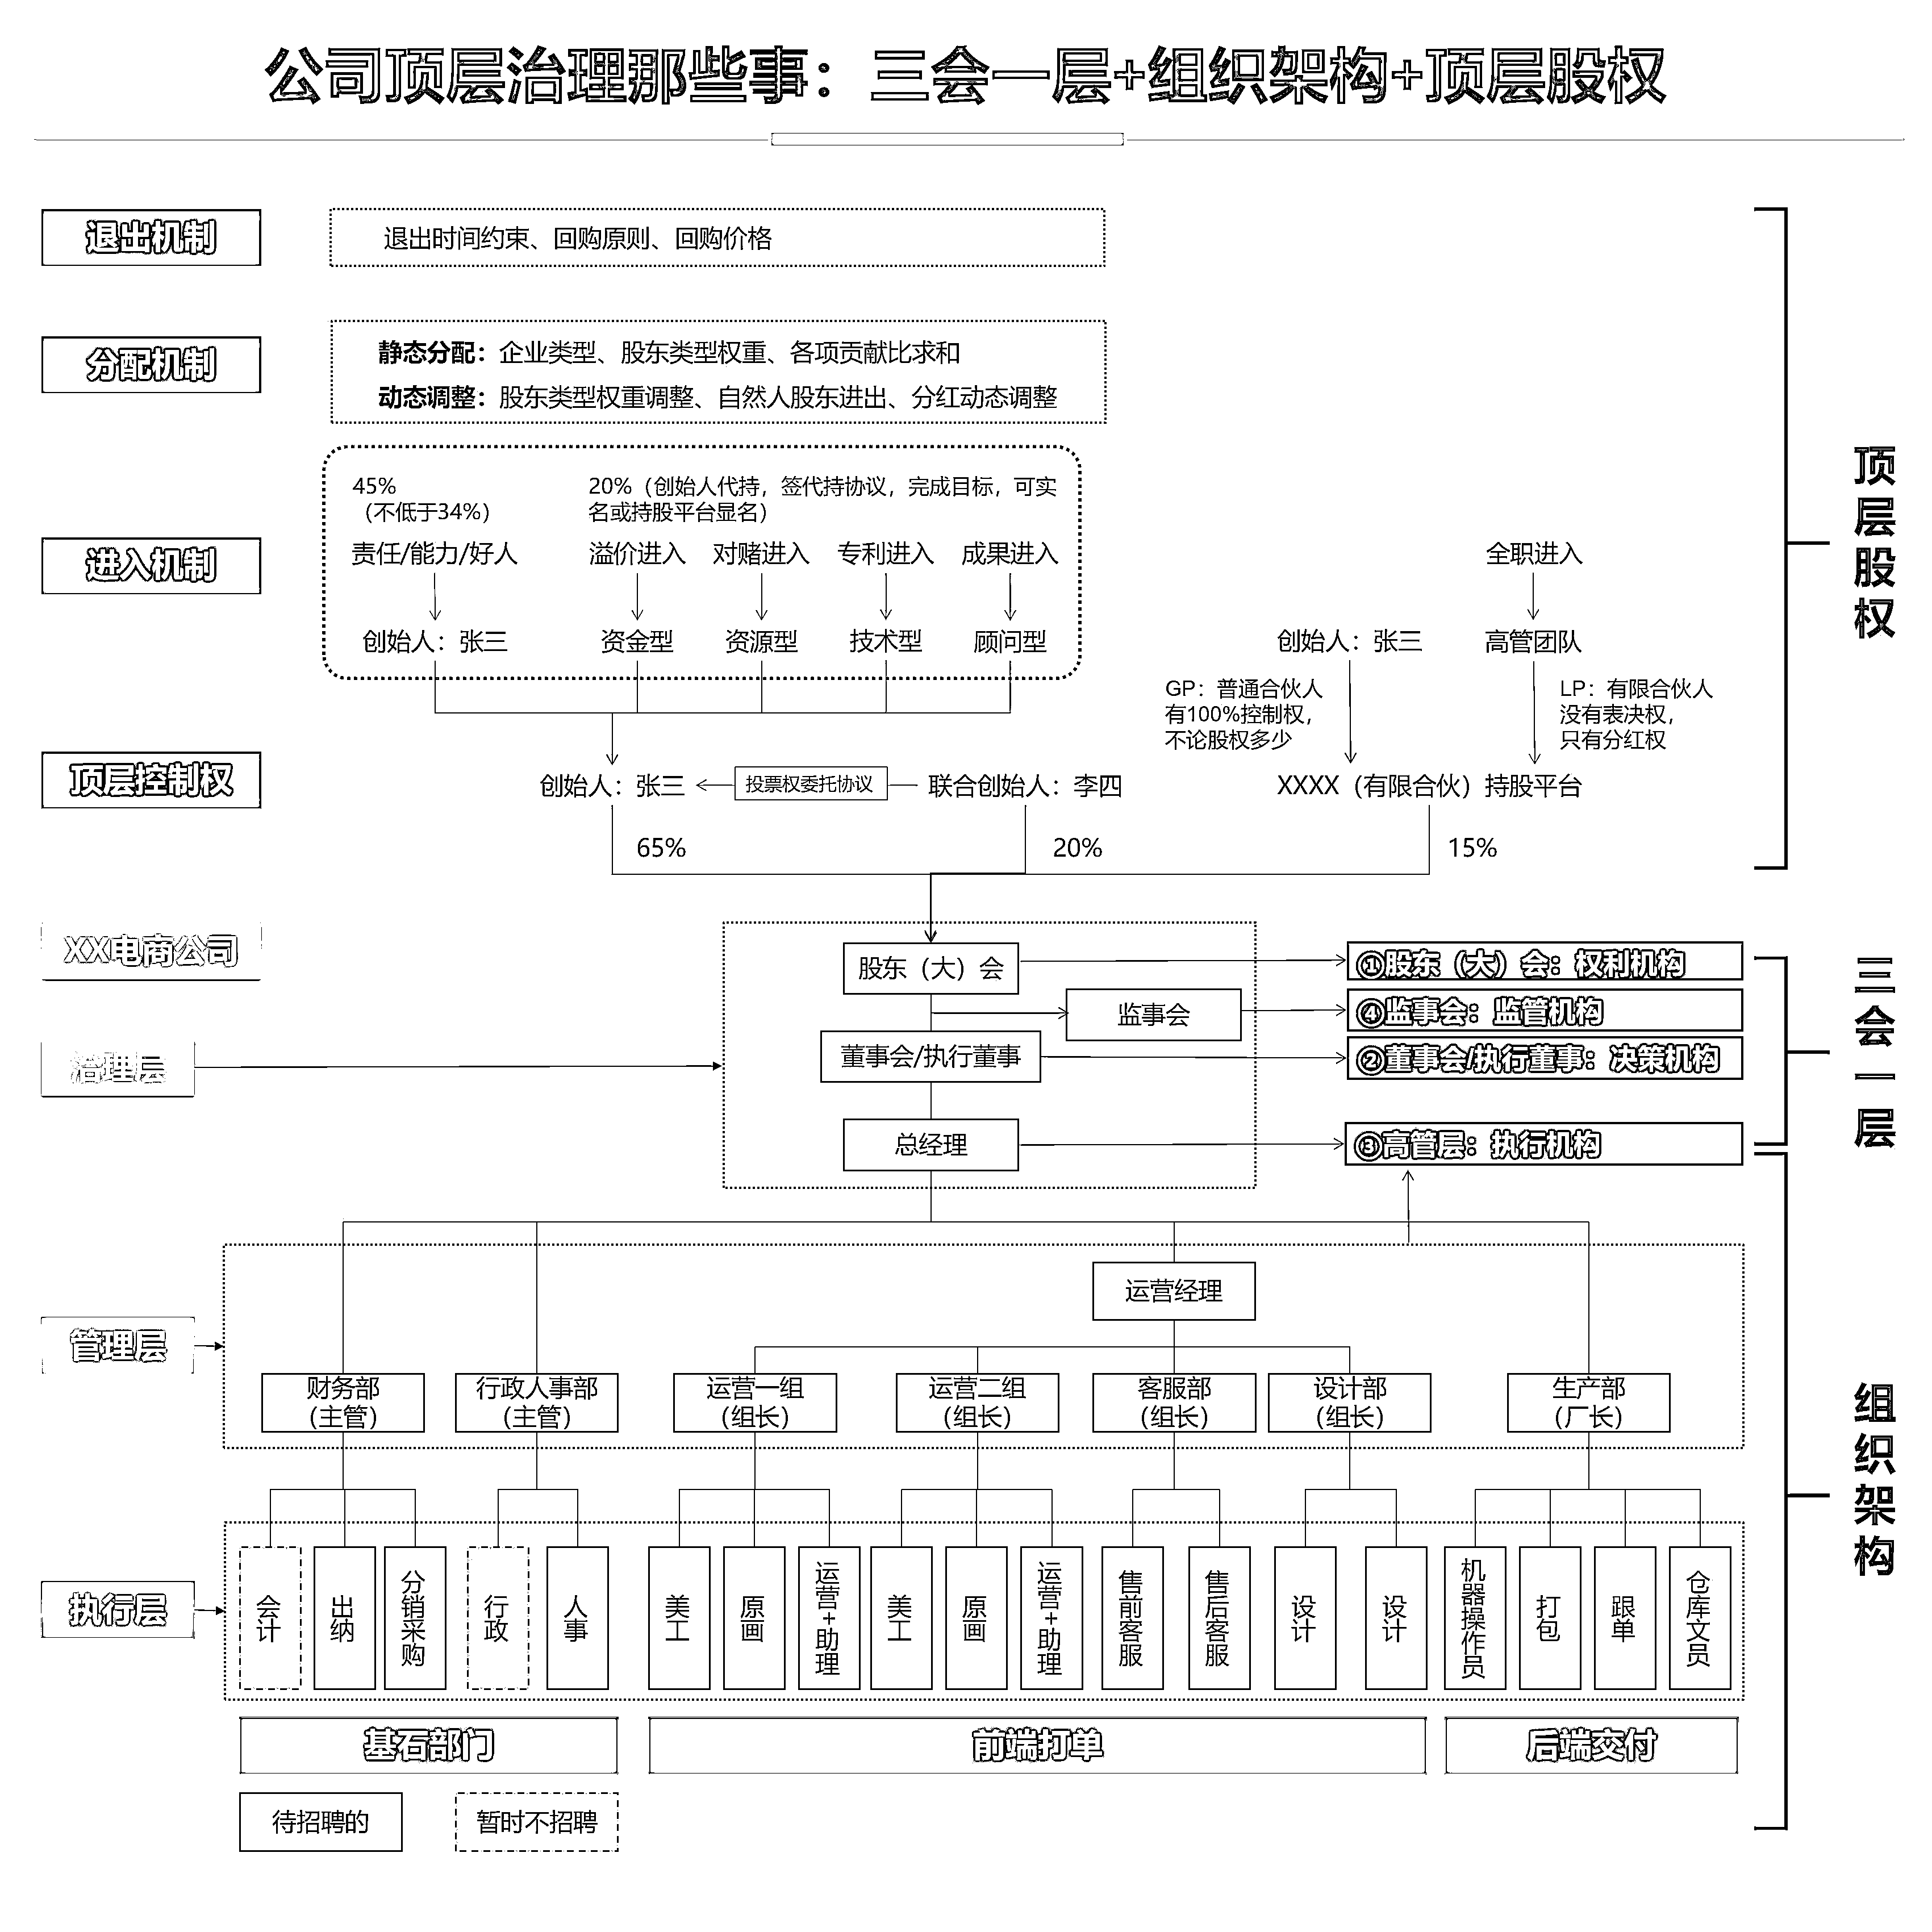 公司顶层治理那些事：三会一层+组织架构+顶层股权
退出机制
退出时间约束、回购原则、回购价格
分配机制
静态分配：企业类型、股东类型权重、各项贡献比求和
动态调整：股东类型权重调整、自然人股东进出、分红动态调整
进入机制
45%
（不低于34%）
20%（创始人代持，签代持协议，完成目标，可实
名或持股平台显名）
责任/能力/好人
溢价进入
对赌进入
专利进入
成果进入
全职进入
创始人：张三
资金型
资源型
技术型
顾问型
创始人：张三
高管团队
GP：普通合伙人
有100%控制权，
不论股权多少
LP：有限合伙人
没有表决权，
只有分红权
顶层控制权
创始人：张三
投票权委托协议
联合创始人：李四
XXXX（有限合伙）持股平台
65%
20%
15%
顶层股权
XX电商公司
股东（大）会
①股东（大）会：权利机构
监事会
④监事会：监管机构
治理层
董事会/执行董事
②董事会/执行董事：决策机构
总经理
③高管层：执行机构
三会一层
管理层
运营经理
财务部
（主管）
行政人事部
（主管）
运营一组
（组长）
运营二组
（组长）
客服部
（组长）
设计部
（组长）
生产部
（厂长）
执行层
会计
出纳
分销采购
行政
人事
美工
原画
运营+助理
美工
原画
运营+助理
售前客服
售后客服
设计
设计
机器操作员
打包
跟单
仓库文员
组织架构
基石部门
前端打单
后端交付
待招聘的
暂时不招聘